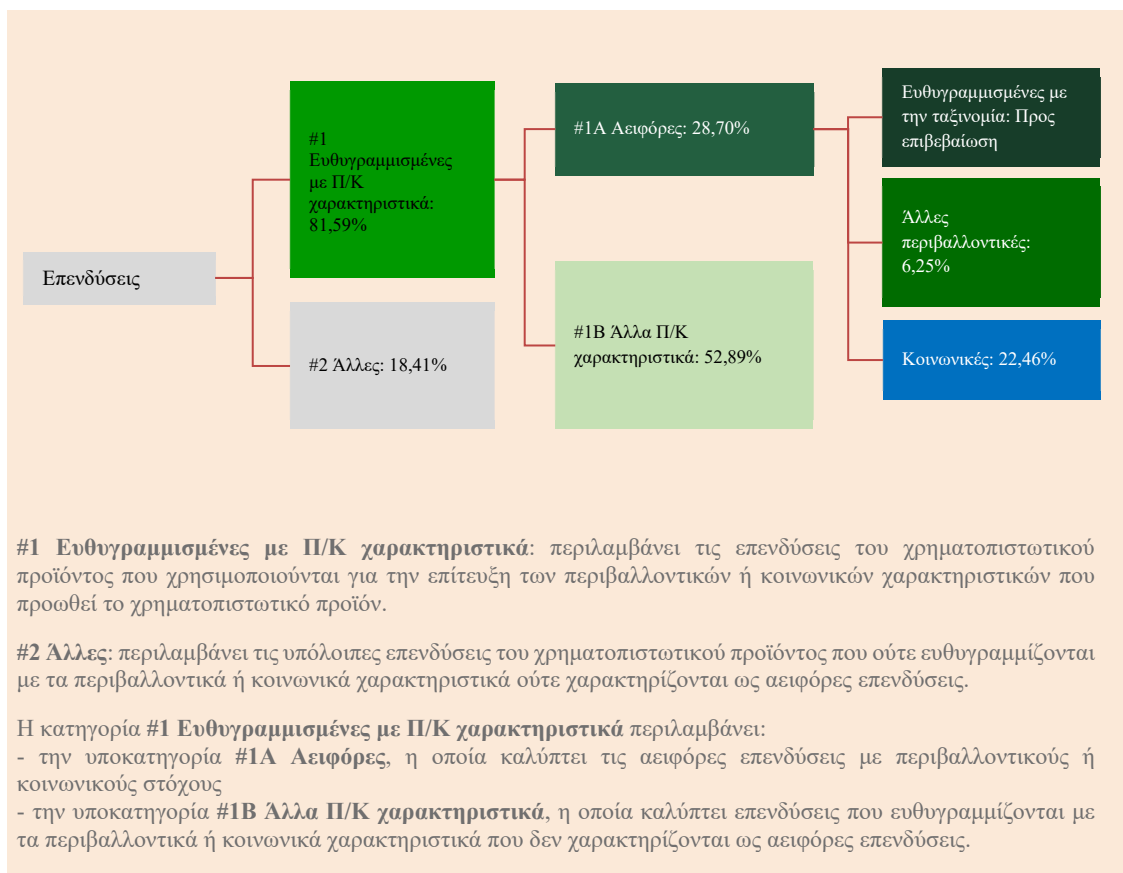 Επενδύσεις
#1
Ευθυγραμμισμένες
με Π/Κ
χαρακτηριστικά:
81,59%
#2 Άλλες: 18,41%
#1Α Αειφόρες: 28,70%
#1Β Άλλα Π/Κ
χαρακτηριστικά: 52,89%
Ευθυγραμμισμένες με
την ταξινομία: Προς
επιβεβαίωση
Άλλες
περιβαλλοντικές:
6,25%
Κοινωνικές: 22,46%
#1 Ευθυγραμμισμένες με Π/Κ χαρακτηριστικά: περιλαμβάνει τις επενδύσεις του χρηματοπιστωτικού
προϊόντος που χρησιμοποιούνται για την επίτευξη των περιβαλλοντικών ή κοινωνικών χαρακτηριστικών που
προωθεί το χρηματοπιστωτικό προϊόν.
#2 Άλλες: περιλαμβάνει τις υπόλοιπες επενδύσεις του χρηματοπιστωτικού προϊόντος που ούτε ευθυγραμμίζονται
με τα περιβαλλοντικά ή κοινωνικά χαρακτηριστικά ούτε χαρακτηρίζονται ως αειφόρες επενδύσεις.
Η κατηγορία #1 Ευθυγραμμισμένες με Π/Κ χαρακτηριστικά περιλαμβάνει:
- την υποκατηγορία #1Α Αειφόρες, η οποία καλύπτει τις αειφόρες επενδύσεις με περιβαλλοντικούς ή
κοινωνικούς στόχους
- την υποκατηγορία #1Β Άλλα Π/Κ χαρακτηριστικά, η οποία καλύπτει επενδύσεις που ευθυγραμμίζονται με
τα περιβαλλοντικά ή κοινωνικά χαρακτηριστικά που δεν χαρακτηρίζονται ως αειφόρες επενδύσεις.